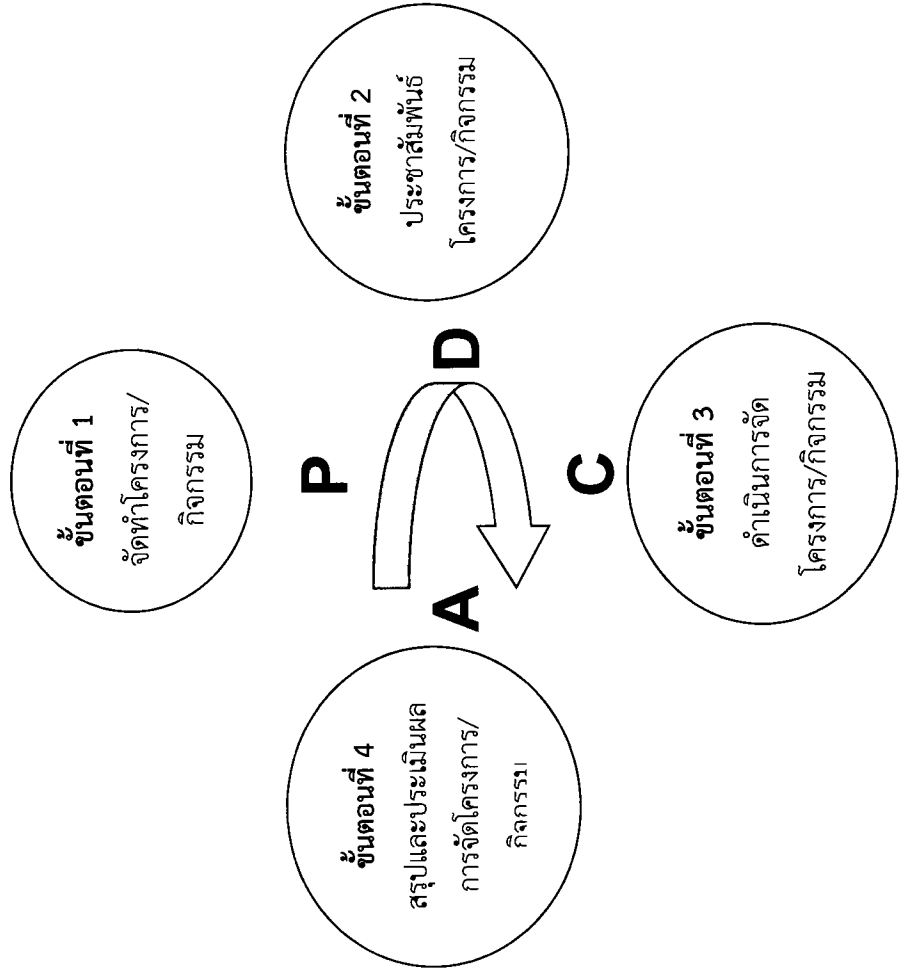 ขั้นตอนที่ 1
จัดทำโครงการ/
กิจกรรม
P
ขั้นตอนที่ 2
ประชาสัมพันธ์
โครงการ/กิจกรรม
D
C
ขั้นตอนที่ 3
ดำเนินการจัด
โครงการ/กิจกรรม
A
ขั้นตอนที่ 4
สรุปและประเมินผล
การจัดโครงการ/
กิจกรรม